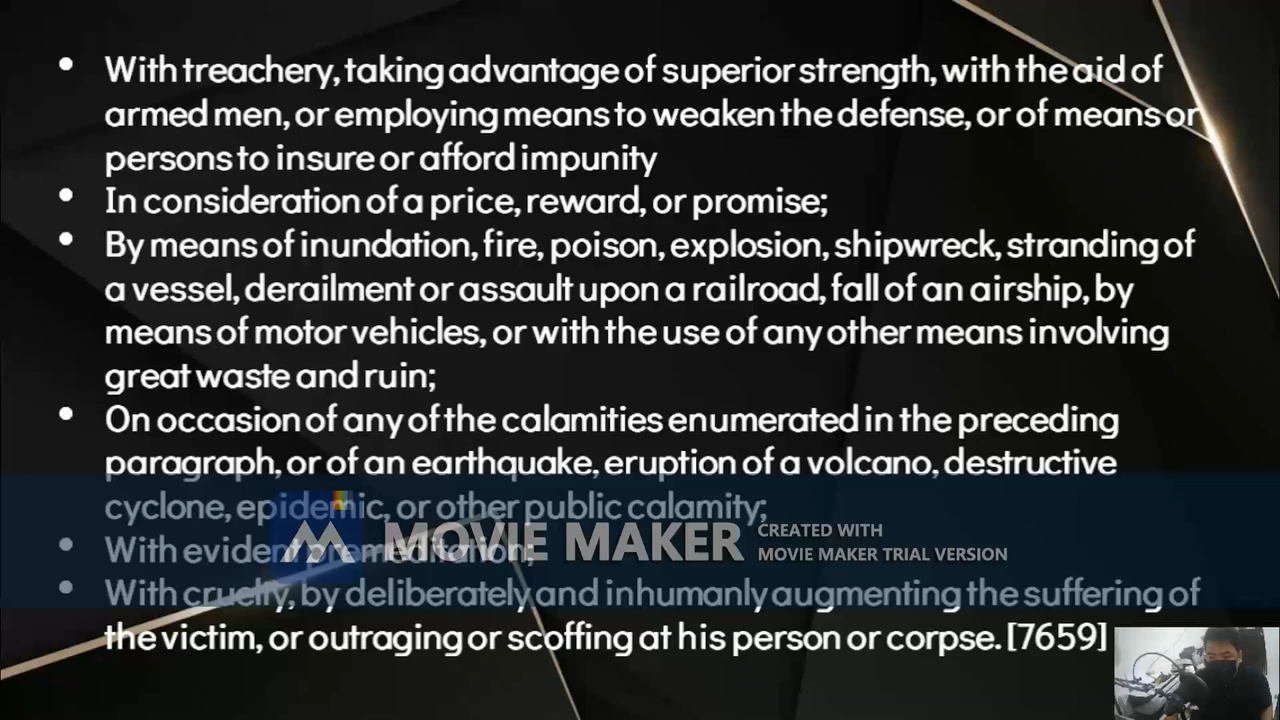 • With treachery, taking advantage of superior strength, with the aid of
armed men, or employing means to weaken the defense, or of means or
persons to insure or afford impunity
• In consideration of a price, reward, or promise;
• By means of inundation, fire, poison, explosion, shipwreck, stranding of
a vessel, derailment or assault upon a railroad, fall of an airship, by
means of motor vehicles, or with the use of any other means involving
great waste and ruin;
• On occasion of any of the calamities enumerated in the preceding
paragraph, or of an earthquake, eruption of a volcano, destructive
cyclone, epidemic, or other public calamity;
• With evident premeditation;
MOVIE MAKER
CREATED WITH
MOVIE MAKER TRIAL VERSION
• With cruelty, by deliberately and inhumanly augmenting the suffering of
the victim, or outraging or scoffing at his person or corpse. [7659]